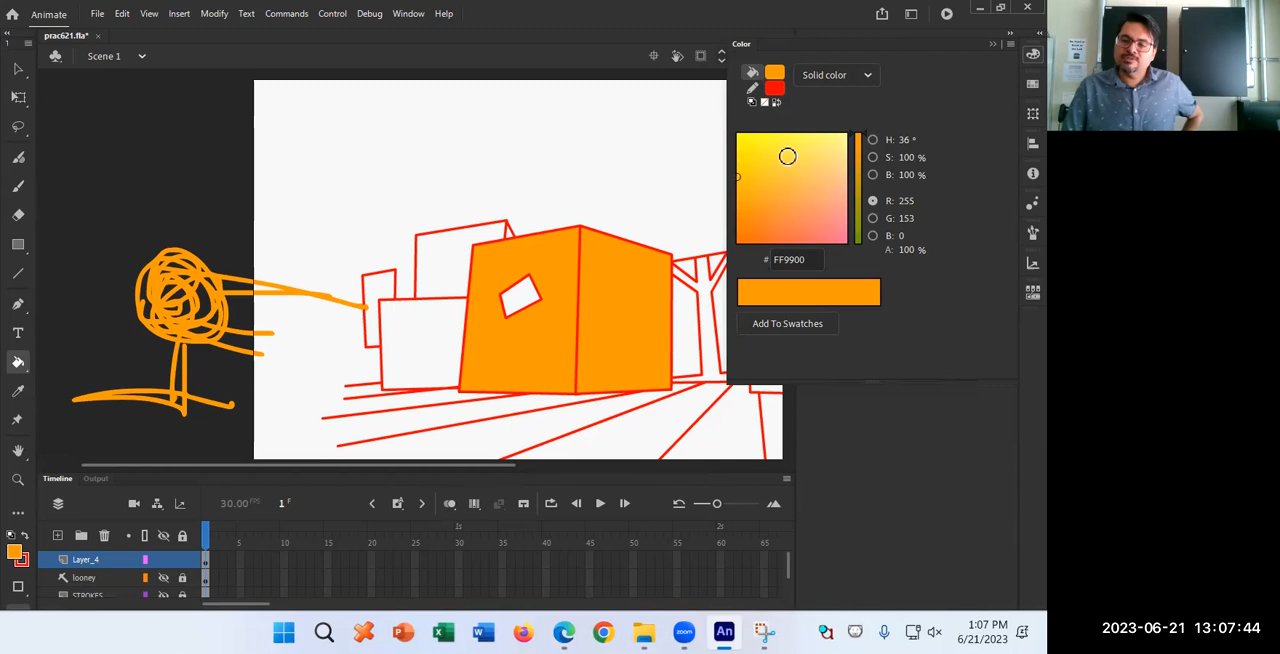 Animate File Edit View Insert Modify Text Commands Control Debug Window Help
prac621.fla* ×
Scene 1
Color
Solid color
H: 36 °
S: 100 %
B: 100 %
R: 255
G: 153
B: 0
A: 100 %
# FF9900
Add To Swatches
Timeline Output
30.00 FPS 1 F
1s 2s
5 10 15 20 25 30 35 40 45 50 55 60 65
Layer_4
looney
STROKES
1:07 PM
6/21/2023
2023-06-21 13:07:44